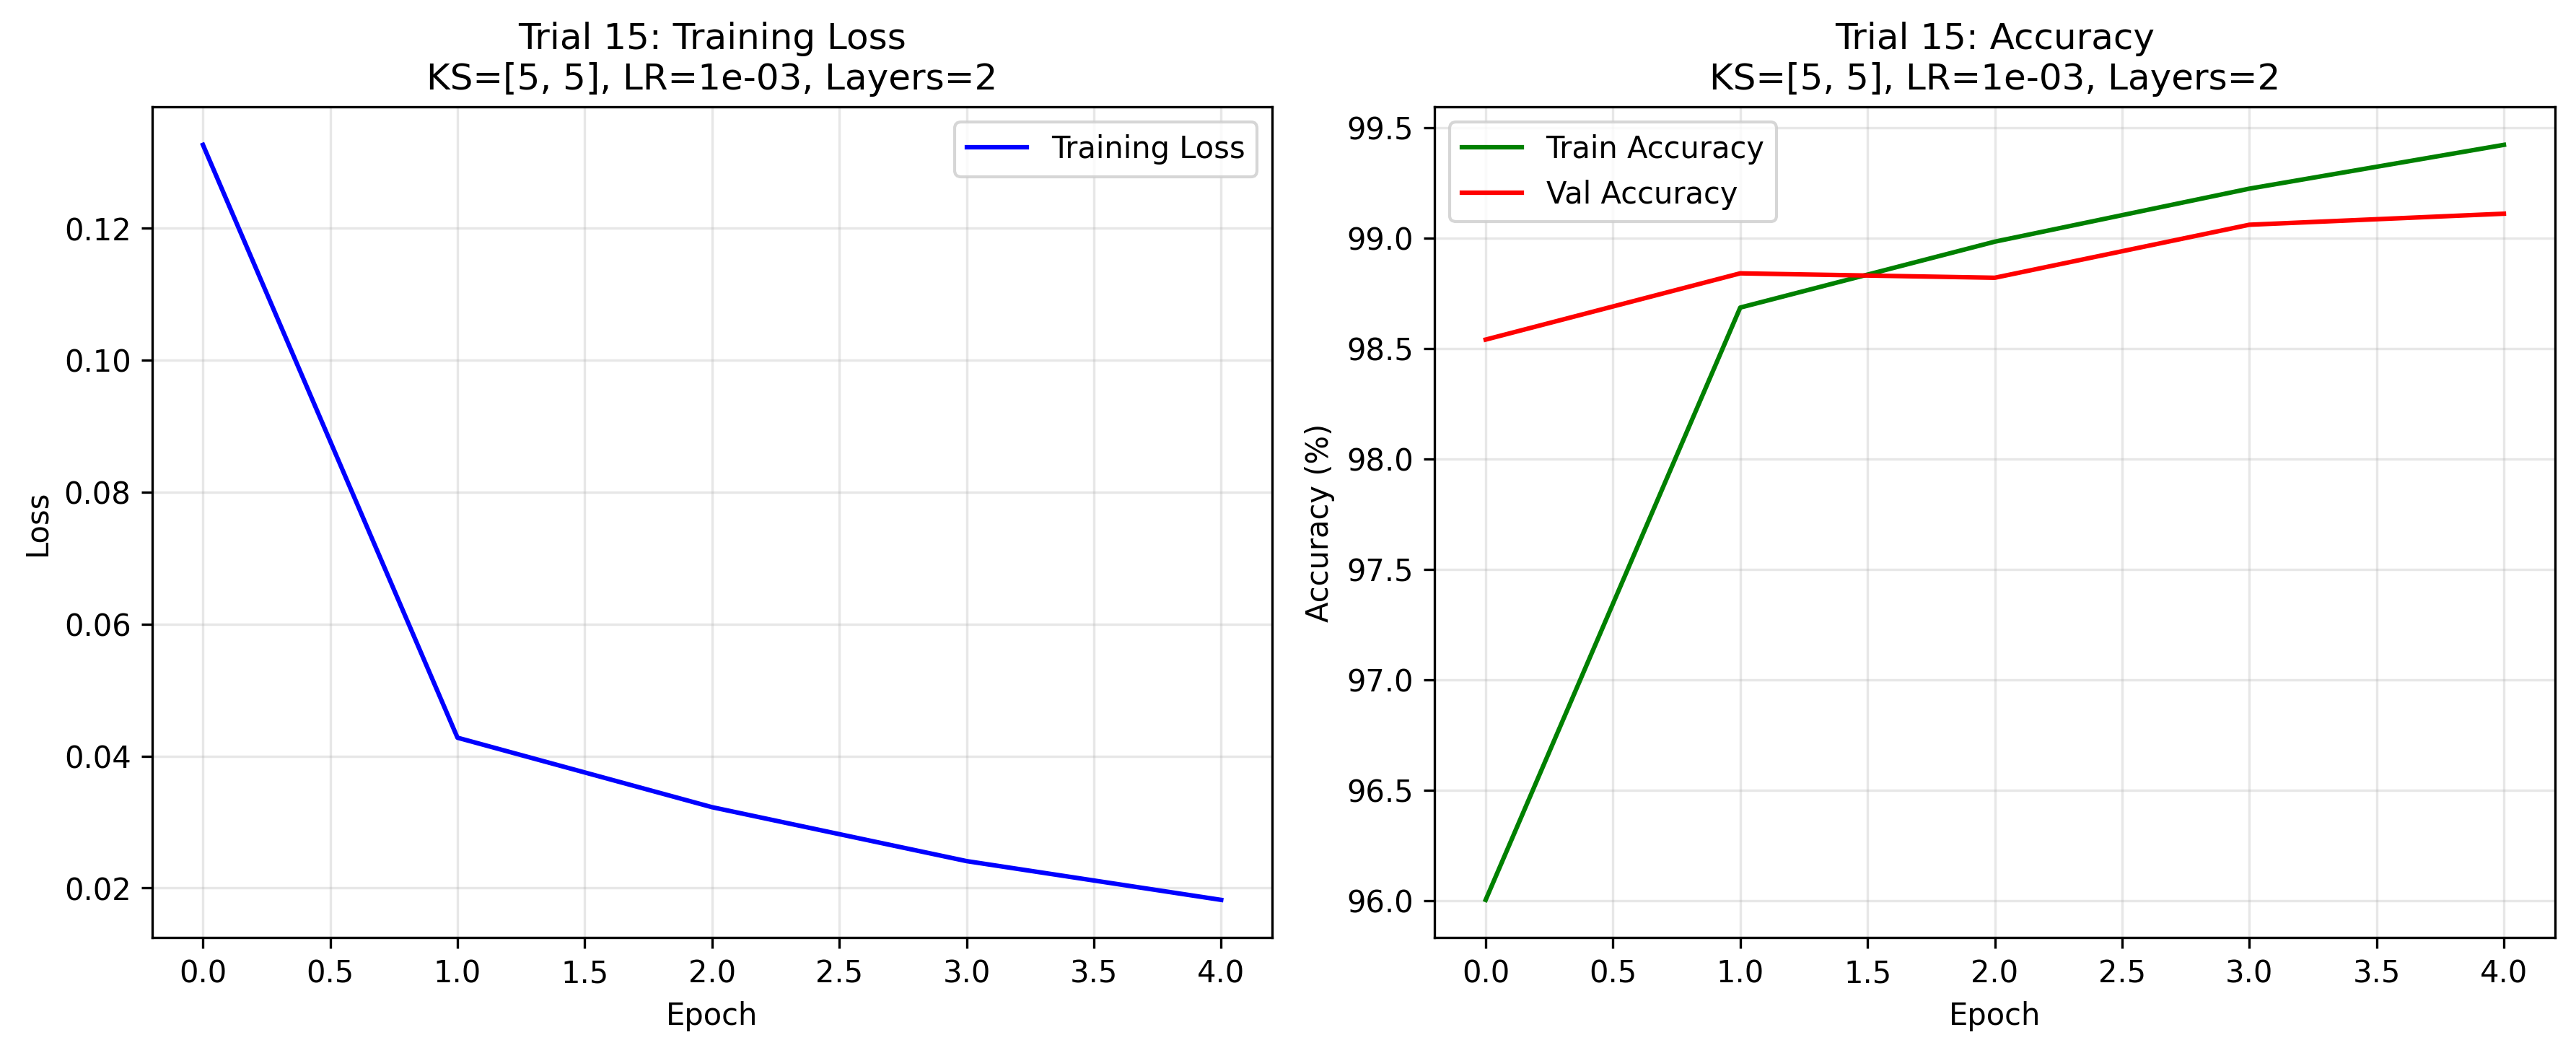 Trial 15: Training Loss
KS=[5, 5], LR=1e-03, Layers=2
Training Loss
0.12
0.10
0.08
0.06
0.04
0.02
Loss
0.0 0.5 1.0 1.5 2.0 2.5 3.0 3.5 4.0
Epoch
Trial 15: Accuracy
KS=[5, 5], LR=1e-03, Layers=2
Train Accuracy
Val Accuracy
99.5
99.0
98.5
98.0
97.5
97.0
96.5
96.0
Accuracy (%)
0.0 0.5 1.0 1.5 2.0 2.5 3.0 3.5 4.0
Epoch